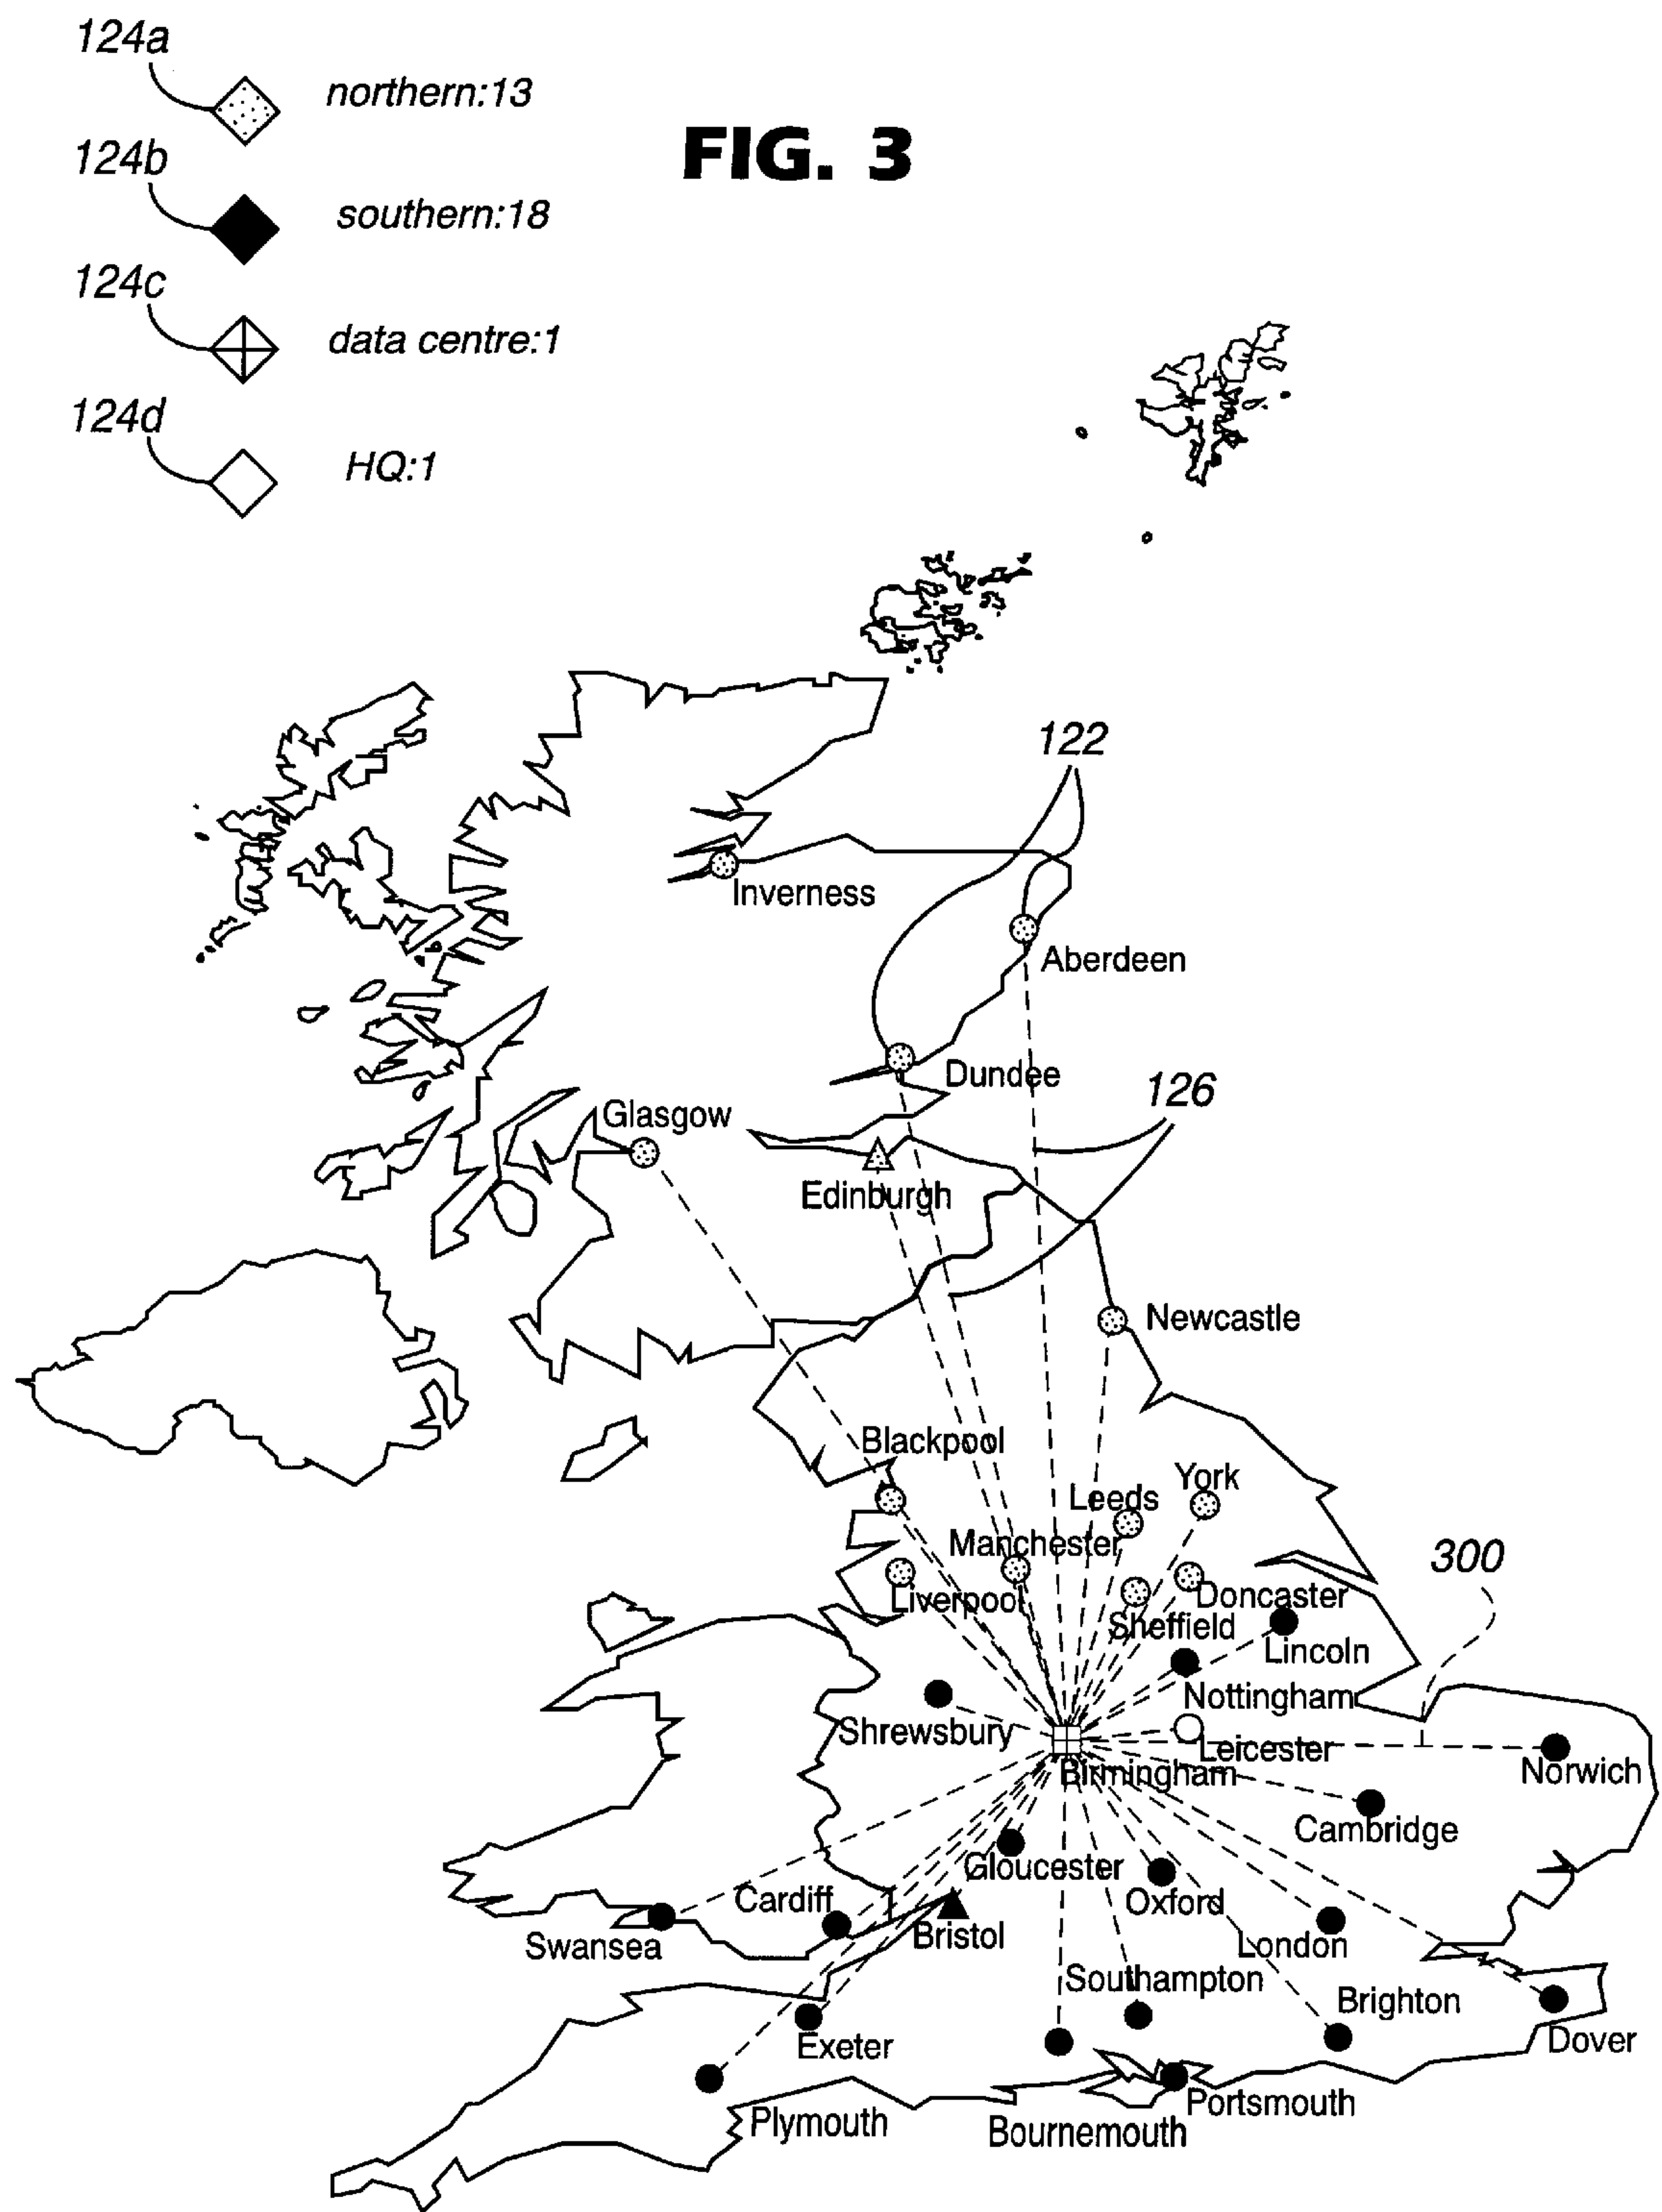 124a
northern:13
FIG. 3
124b
southern:18
124c
data centre:1
124d
HQ:1
122
Inverness
Aberdeen
Dundee
126
Glasgow
Edinburgh
Newcastle
Blackpool
York
Leeds
Manchester
300
Liverpool
Doncaster
Sheffield
Lincoln
Nottingham
Shrewsbury
Leicester
Birmingham
Norwich
Cambridge
Gloucester
Cardiff
Oxford
Bristol
Swansea
London
Southampton
Brighton
Exeter
Dover
Portsmouth
Plymouth
Bournemouth